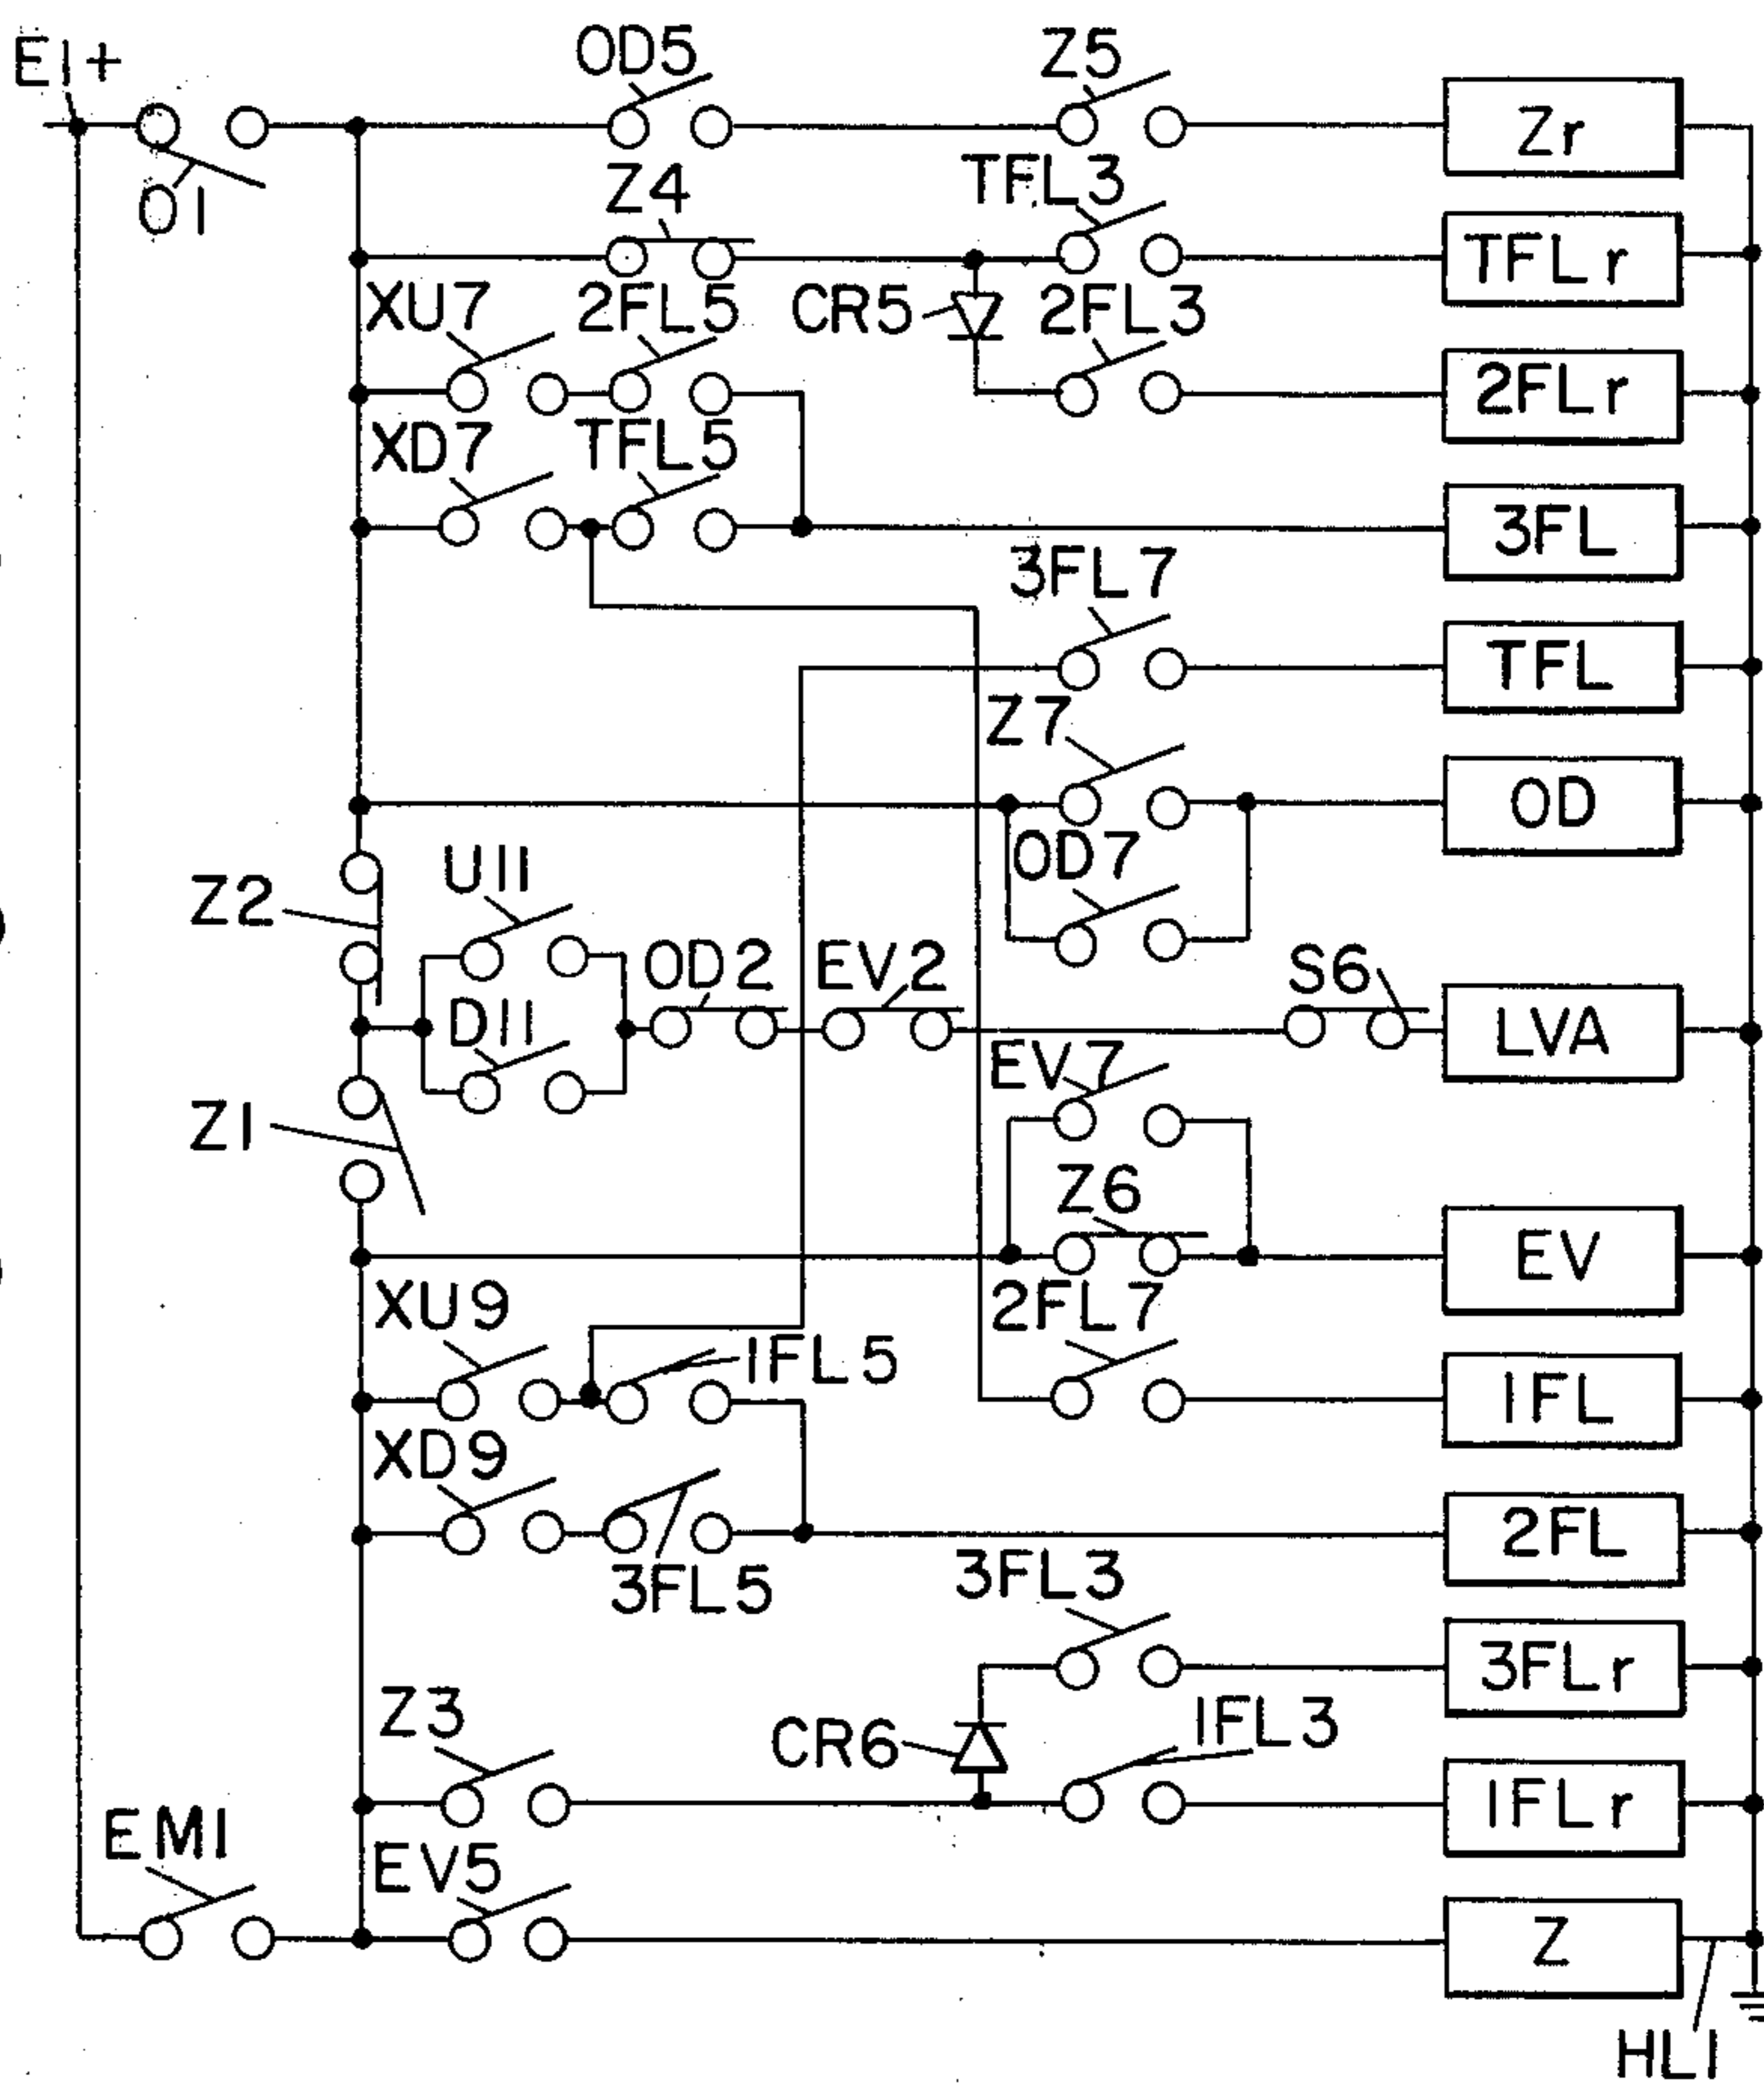 E1+
OD5
Z5
Zr
O1
Z4
TFL3
TFLr
XU7
2FL5
CR5
2FL3
2FLr
XD7
TFL5
3FL
3FL7
TFL
Z7
OD
OD7
Z2
U11
OD2
EV2
S6
LVA
D11
EV7
Z1
Z6
EV
XU9
2FL7
1FL5
1FL
XD9
2FL
3FL5
3FL3
3FLr
Z3
CR6
1FL3
1FLr
EM1
EV5
Z
HL1